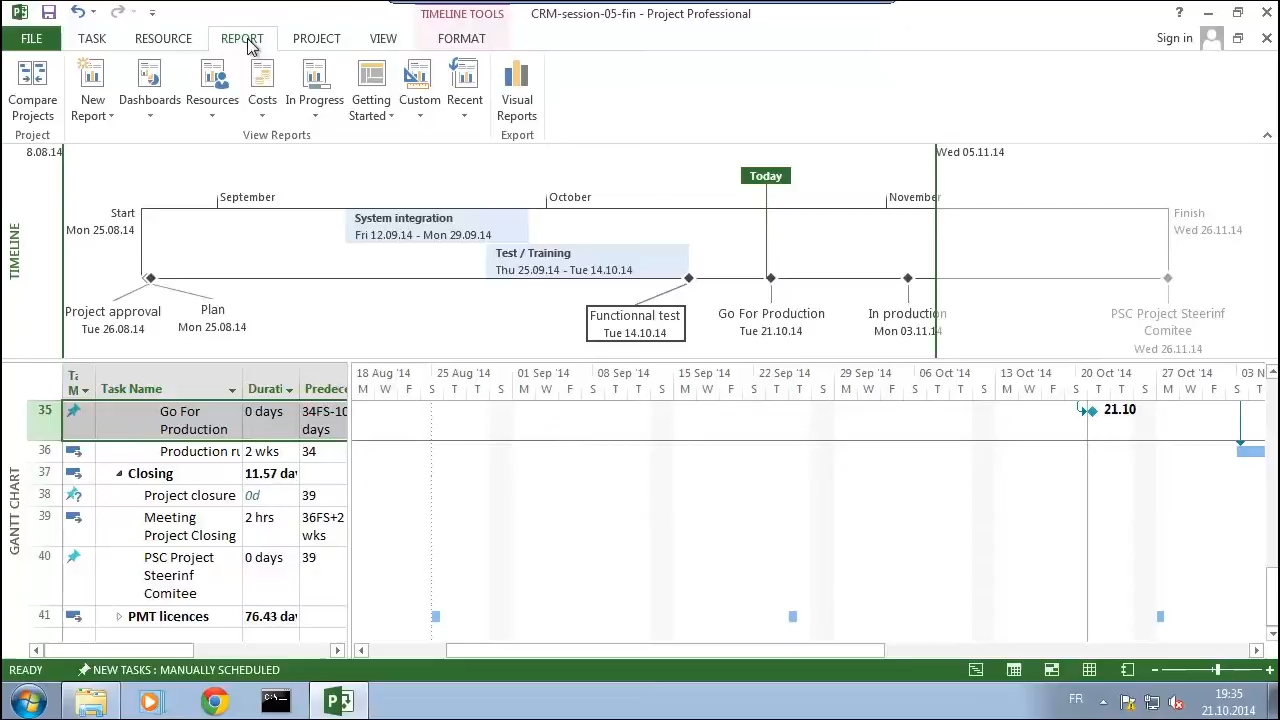 TIMELINE TOOLS
CRM-session-05-fin - Project Professional
?
FILE
TASK
RESOURCE
REPORT
PROJECT
VIEW
FORMAT
Sign in
Compare
Projects
New
Report
Dashboards
Resources
Costs
In Progress
Getting
Started
Custom
Recent
Visual
Reports
Project
View Reports
Export
8.08.14
Wed 05.11.14
Today
September
October
November
TIMELINE
Start
Mon 25.08.14
System integration
Fri 12.09.14 - Mon 29.09.14
Test / Training
Thu 25.09.14 - Tue 14.10.14
Finish
Wed 26.11.14
Project approval
Tue 26.08.14
Plan
Mon 25.08.14
Functionnal test
Tue 14.10.14
Go For Production
Tue 21.10.14
In production
Mon 03.11.14
PSC Project Steerinf
Comitee
Wed 26.11.14
Ta
M
Task Name
Durati
Predece
18 Aug '14
25 Aug '14
01 Sep '14
08 Sep '14
15 Sep '14
22 Sep '14
29 Sep '14
06 Oct '14
13 Oct '14
20 Oct '14
27 Oct '14
03 N
M W F S T T S M W F S T T S M W F S T T S M W F S T T S M W F S T T S M W F
GANTT CHART
35
Go For
Production
0 days
34FS-10
days
21.10
36
Production ru
2 wks
34
37
Closing
11.57 day
38
Project closure
0d
39
39
Meeting
Project Closing
2 hrs
36FS+2
wks
40
PSC Project
Steerinf
Comitee
0 days
39
41
PMT licences
76.43 day
READY
NEW TASKS : MANUALLY SCHEDULED
FR
19:35
21.10.2014